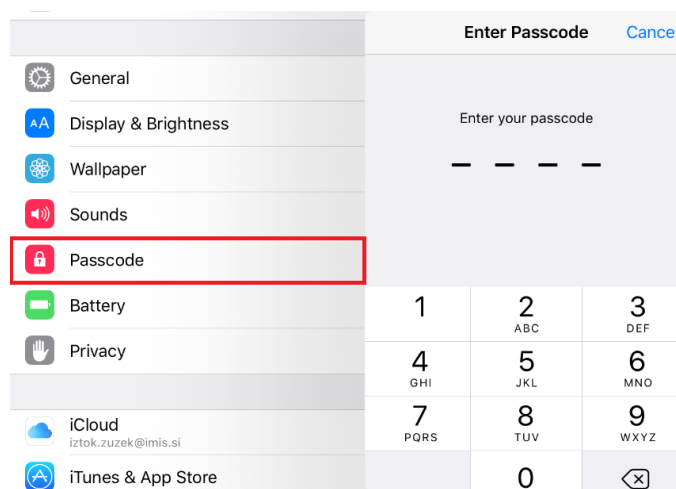 General
Display & Brightness
Wallpaper
Sounds
Passcode
Battery
Privacy
iCloud
iztok.zuzek@imis.si
iTunes & App Store
Enter Passcode Cance
Enter your passcode
1 2 3
ABC DEF
4 5 6
GHI JKL MNO
7 8 9
PQRS TUV WXYZ
0